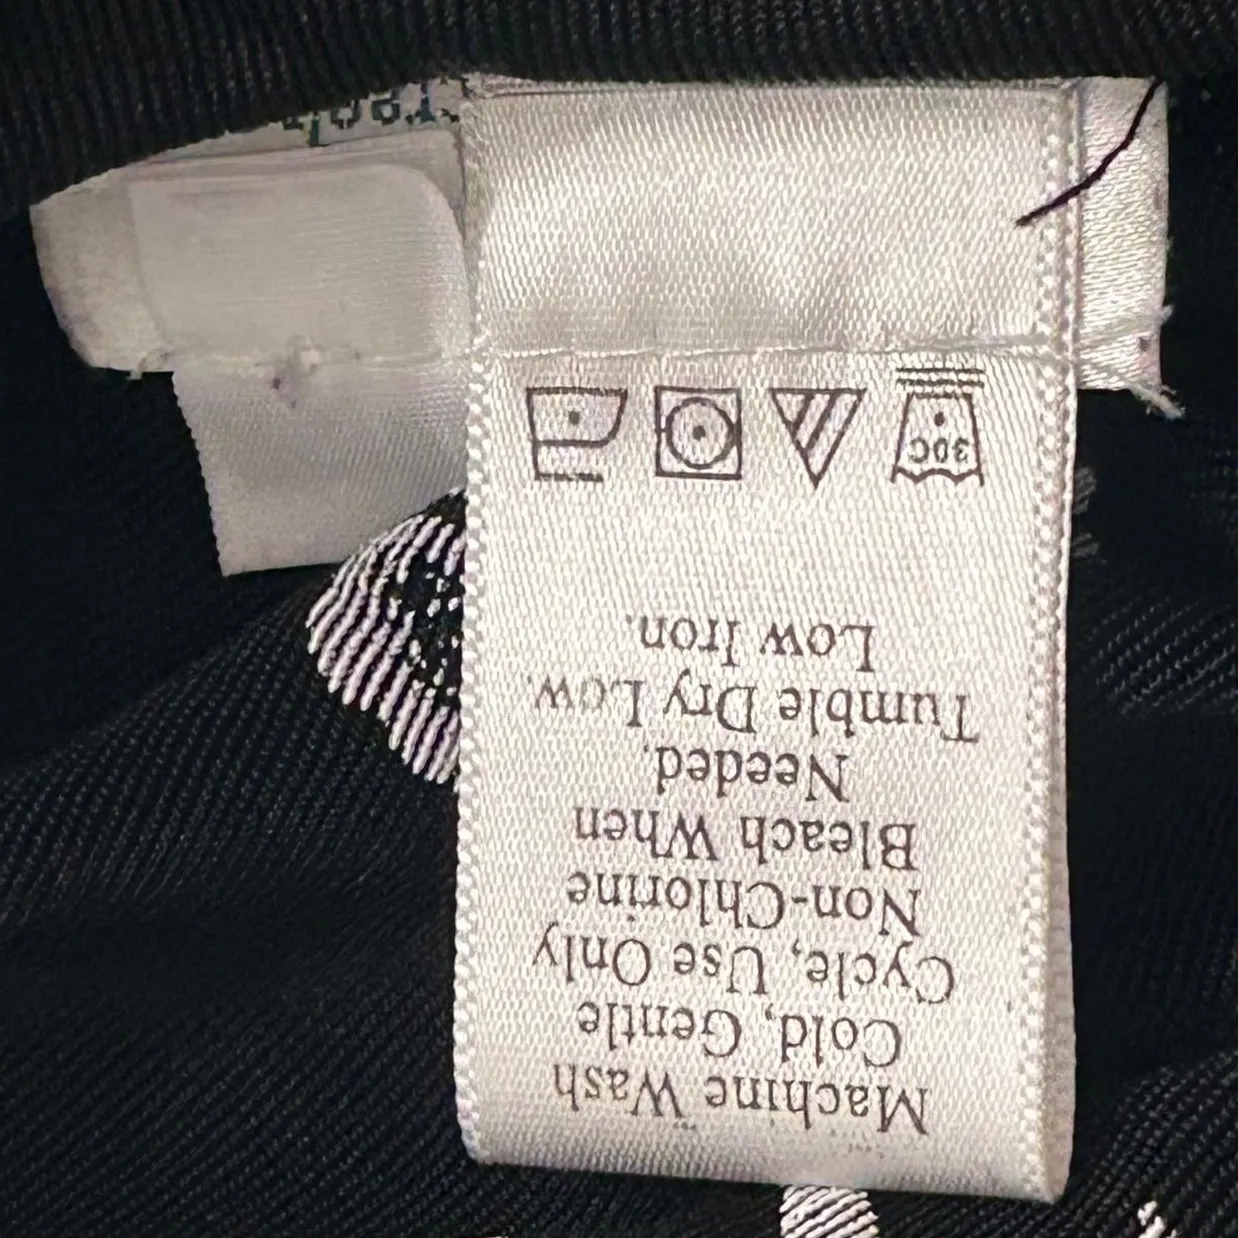 Machine Wash
Cold, Gentle
Cycle, Use Only
Non-Chlorine
Bleach When
Needed.
Tumble Dry Low.
Low Iron.
30C